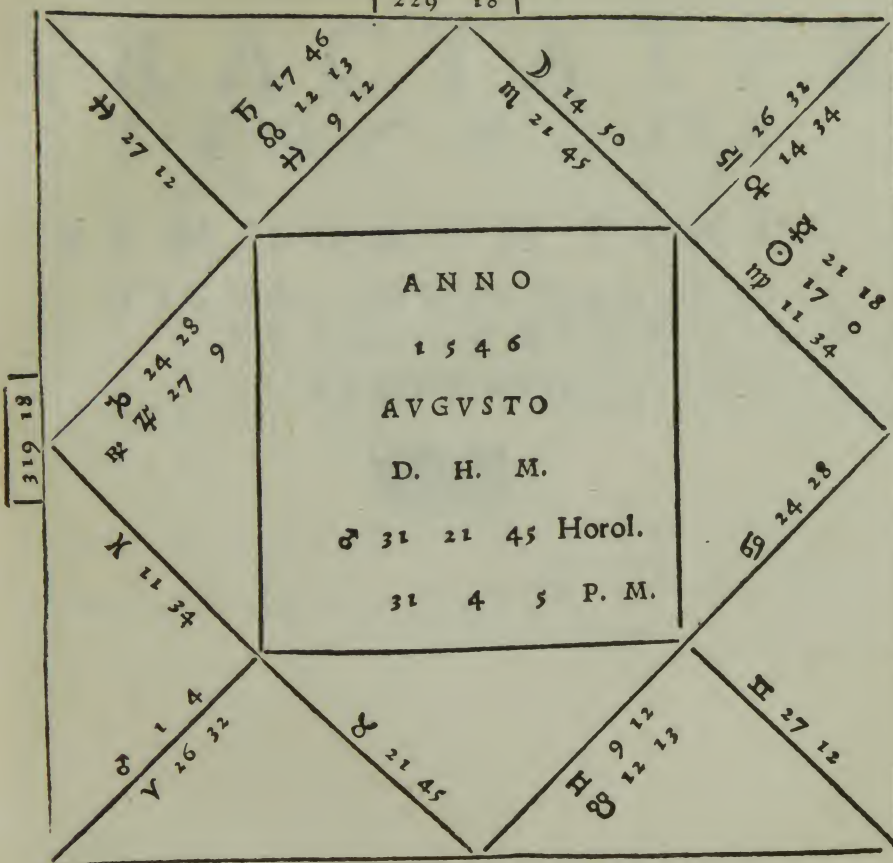 229 18
♄ 17 46
☊ 12 13
♐ 9 12
♐ 27 12
☽ 14 50
♏ 21 45
♎ 26 32
♀ 14 34
☿ 21 18
☉ 17 0
♍ 11 34
ANNO
1546
AVGVSTO
D. H. M.
♂ 31 21 45 Horol.
31 4 5 P. M.
♑ 24 28
℞ ♃ 27 9
319 18
♋ 24 28
♓ 11 34
♂ 1 4
♈ 26 32
♉ 21 45
♊ 9 12
☋ 12 13
♊ 27 12